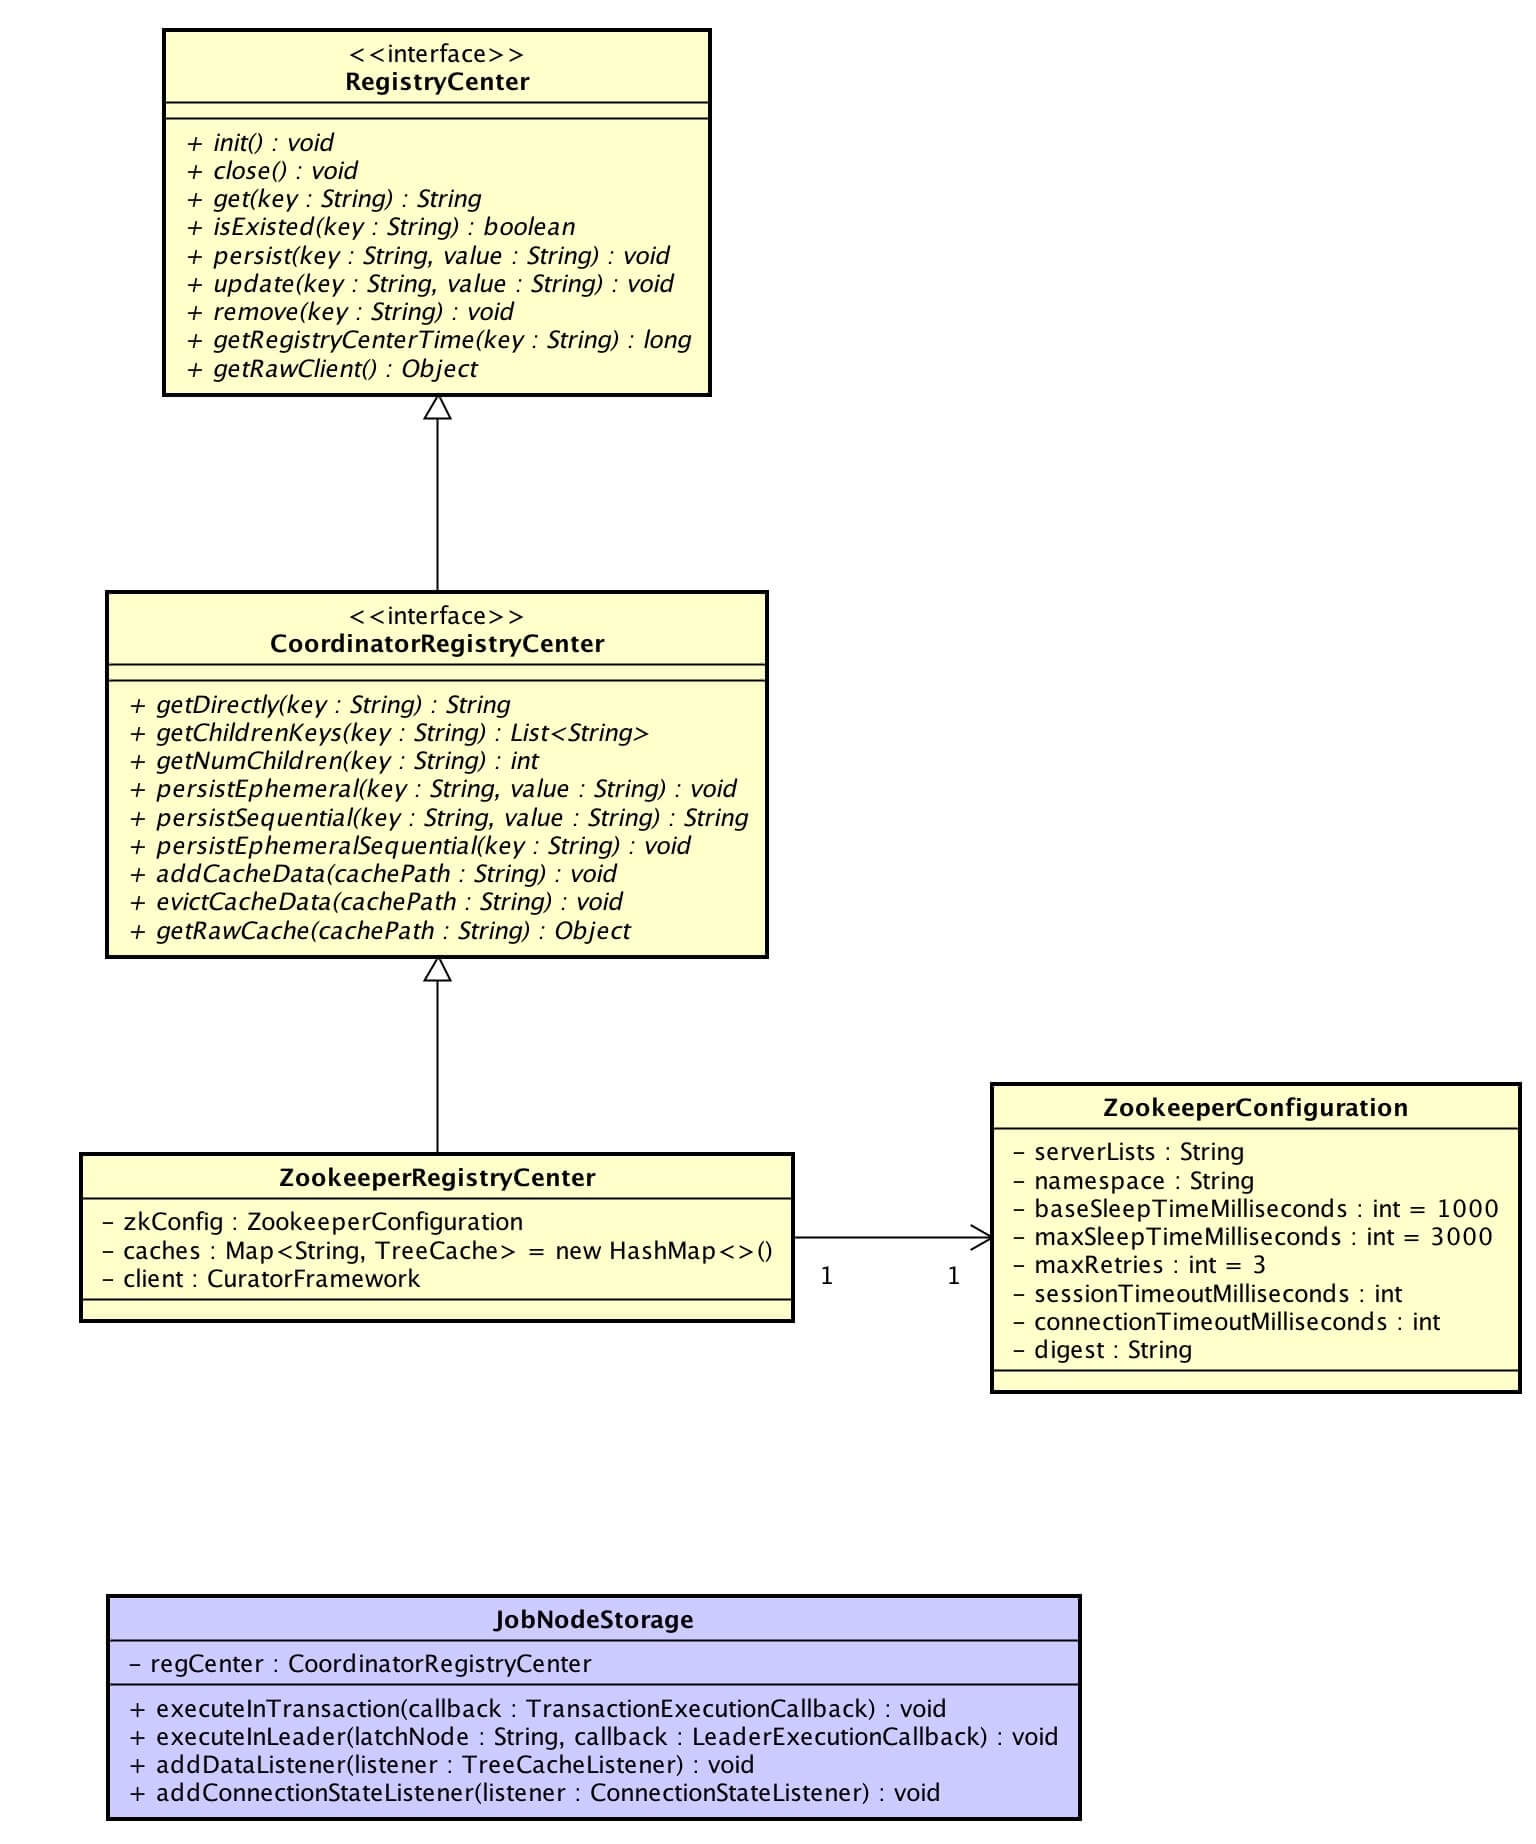 <<interface>>
RegistryCenter
+ init() : void
+ close() : void
+ get(key : String) : String
+ isExisted(key : String) : boolean
+ persist(key : String, value : String) : void
+ update(key : String, value : String) : void
+ remove(key : String) : void
+ getRegistryCenterTime(key : String) : long
+ getRawClient() : Object
<<interface>>
CoordinatorRegistryCenter
+ getDirectly(key : String) : String
+ getChildrenKeys(key : String) : List<String>
+ getNumChildren(key : String) : int
+ persistEphemeral(key : String, value : String) : void
+ persistSequential(key : String, value : String) : String
+ persistEphemeralSequential(key : String) : void
+ addCacheData(cachePath : String) : void
+ evictCacheData(cachePath : String) : void
+ getRawCache(cachePath : String) : Object
ZookeeperRegistryCenter
- zkConfig : ZookeeperConfiguration
- caches : Map<String, TreeCache> = new HashMap<>()
- client : CuratorFramework
1 1
ZookeeperConfiguration
- serverLists : String
- namespace : String
- baseSleepTimeMilliseconds : int = 1000
- maxSleepTimeMilliseconds : int = 3000
- maxRetries : int = 3
- sessionTimeoutMilliseconds : int
- connectionTimeoutMilliseconds : int
- digest : String
JobNodeStorage
- regCenter : CoordinatorRegistryCenter
+ executeInTransaction(callback : TransactionExecutionCallback) : void
+ executeInLeader(latchNode : String, callback : LeaderExecutionCallback) : void
+ addDataListener(listener : TreeCacheListener) : void
+ addConnectionStateListener(listener : ConnectionStateListener) : void